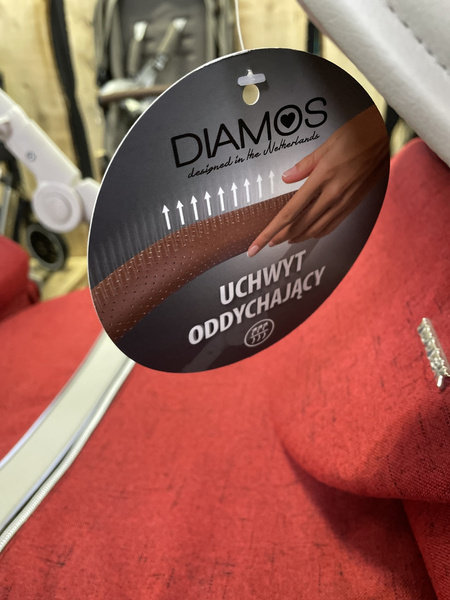 DIAMOS
designed in the Netherlands
UCHWYT
ODDYCHAJĄCY